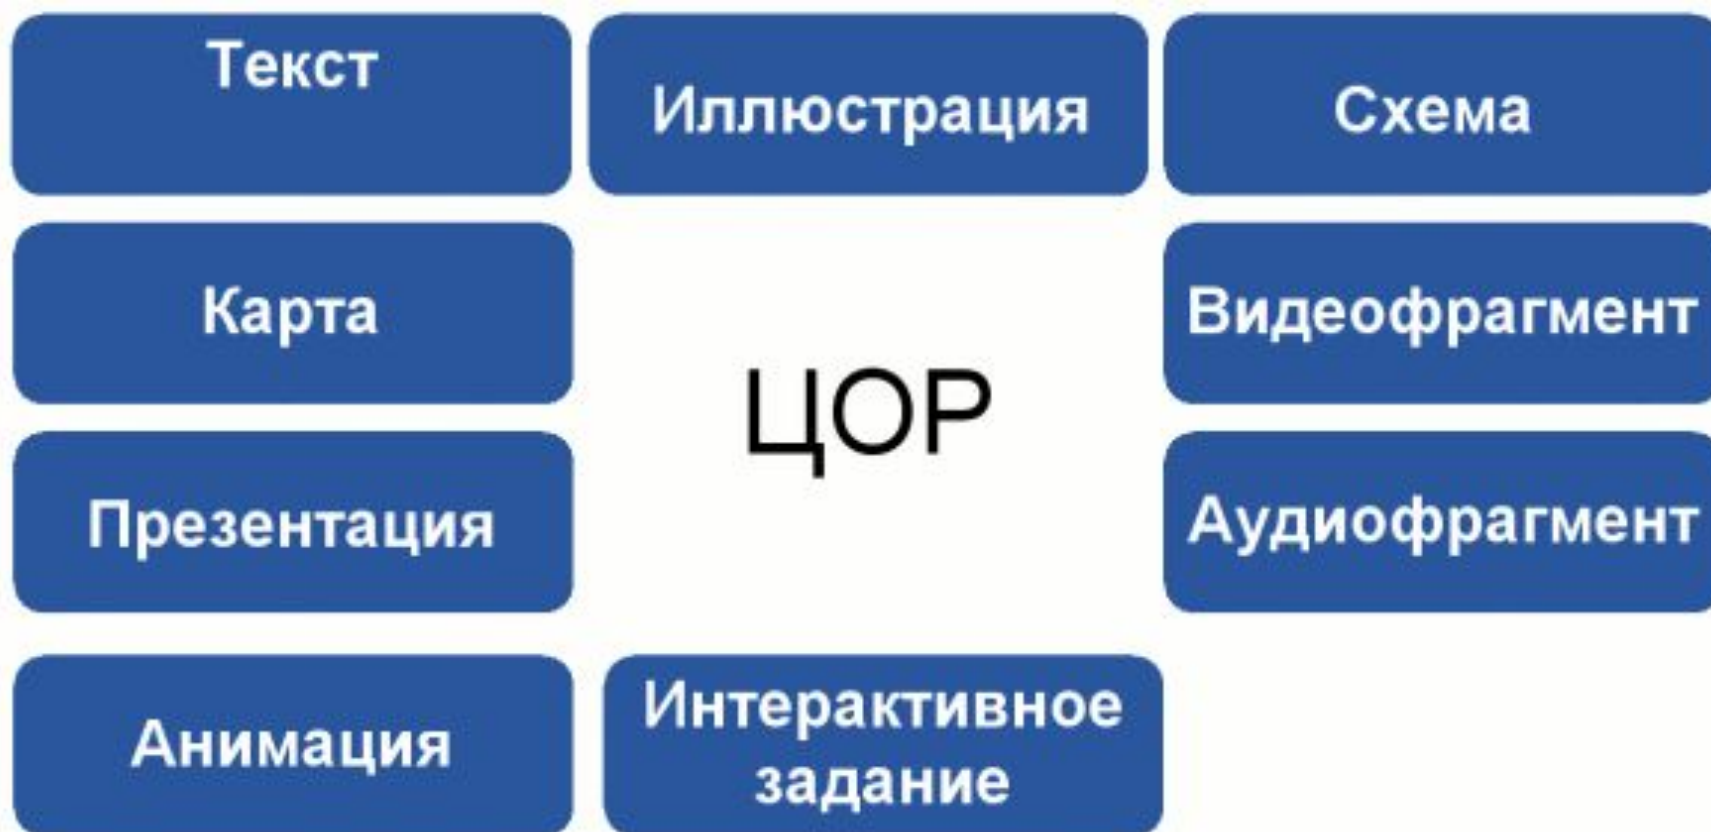 Текст
Иллюстрация
Схема
Карта
Видеофрагмент
ЦОР
Презентация
Аудиофрагмент
Анимация
Интерактивное
задание